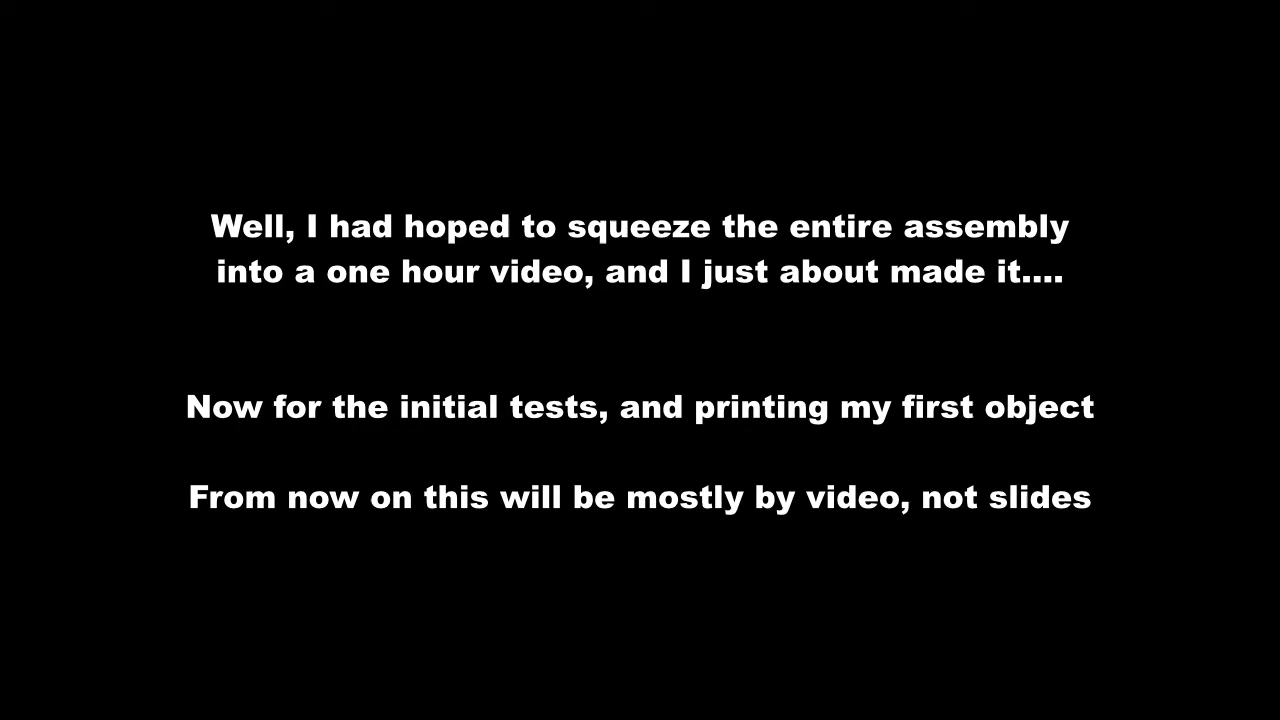 Well, I had hoped to squeeze the entire assembly
into a one hour video, and I just about made it....
Now for the initial tests, and printing my first object
From now on this will be mostly by video, not slides